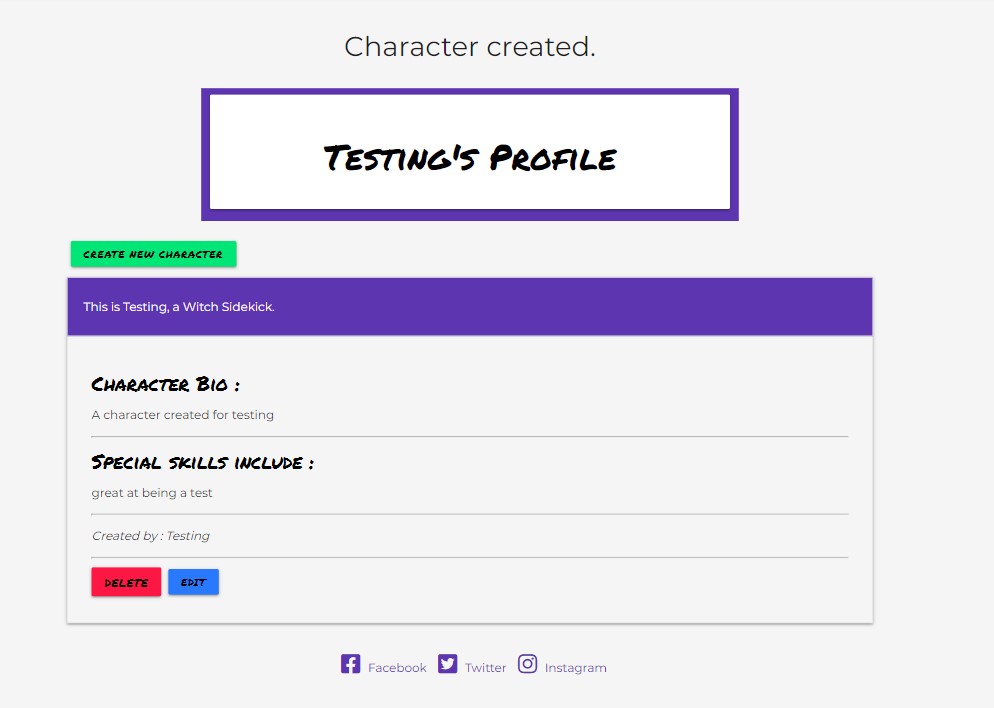 Character created.
Testing's Profile
CREATE NEW CHARACTER
This is Testing, a Witch Sidekick.
Character Bio :
A character created for testing
Special skills include :
great at being a test
Created by : Testing
DELETE EDIT
Facebook Twitter Instagram